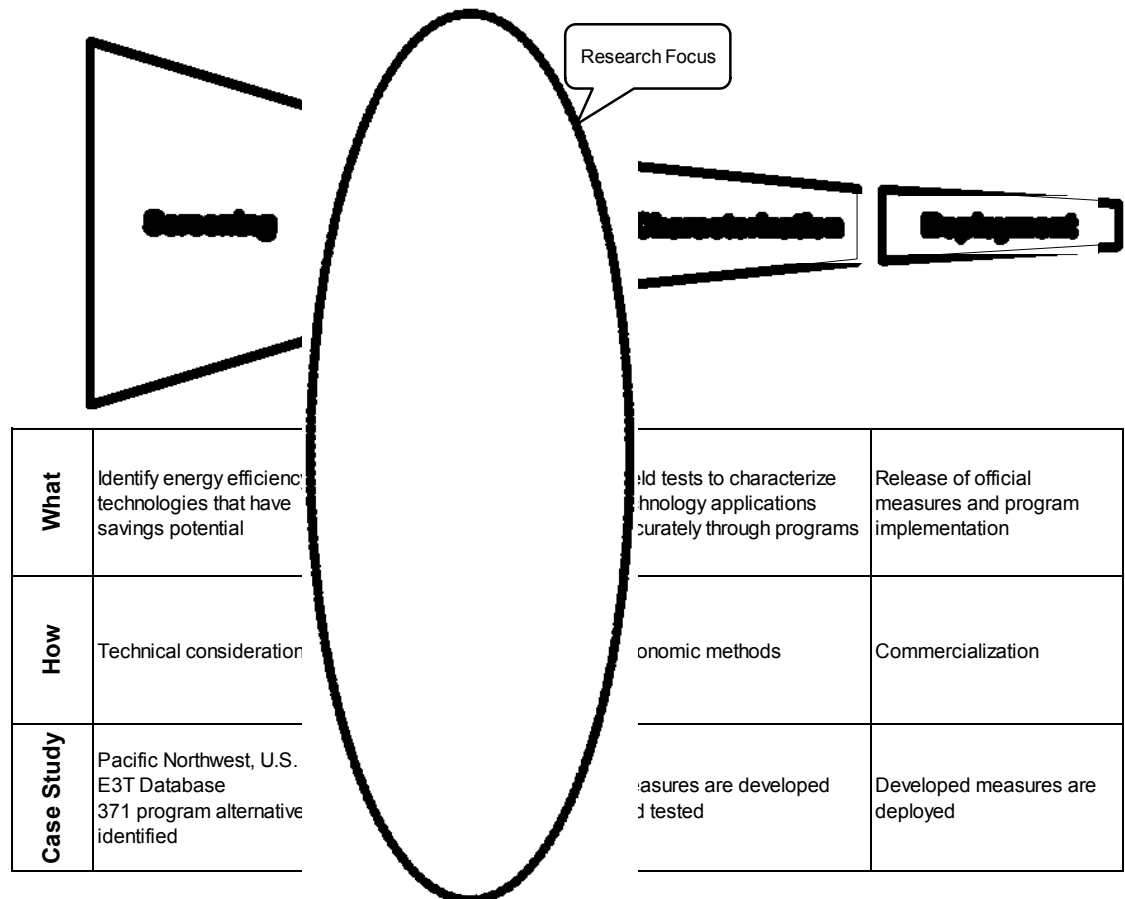 Research Focus
What
Identify energy efficiency
technologies that have
savings potential
eld tests to characterize
hnology applications
curately through programs
Release of official
measures and program
implementation
How
Technical consideration
onomic methods
Commercialization
Case Study
Pacific Northwest, U.S.
E3T Database
371 program alternative
identified
easures are developed
d tested
Developed measures are
deployed